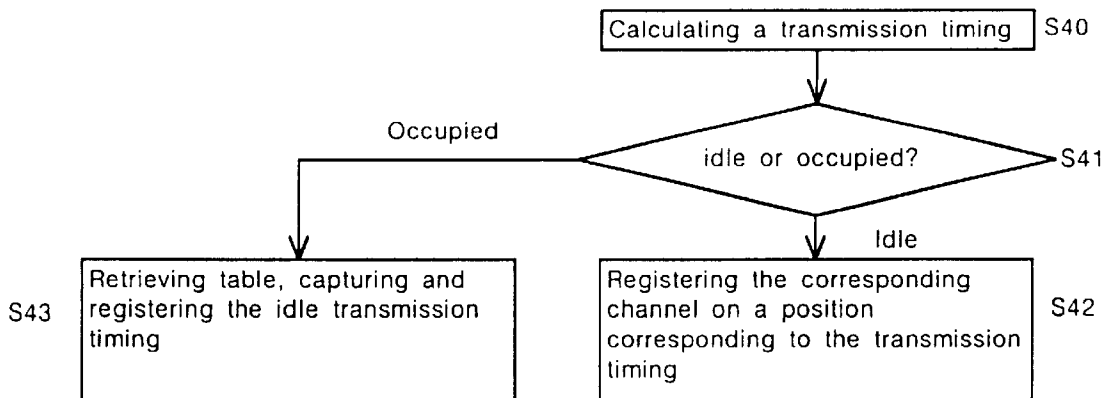 Calculating a transmission timing
S40
Occupied
idle or occupied?
S41
Idle
S43
Retrieving table, capturing and
registering the idle transmission
timing
Registering the corresponding
channel on a position
corresponding to the transmission
timing
S42